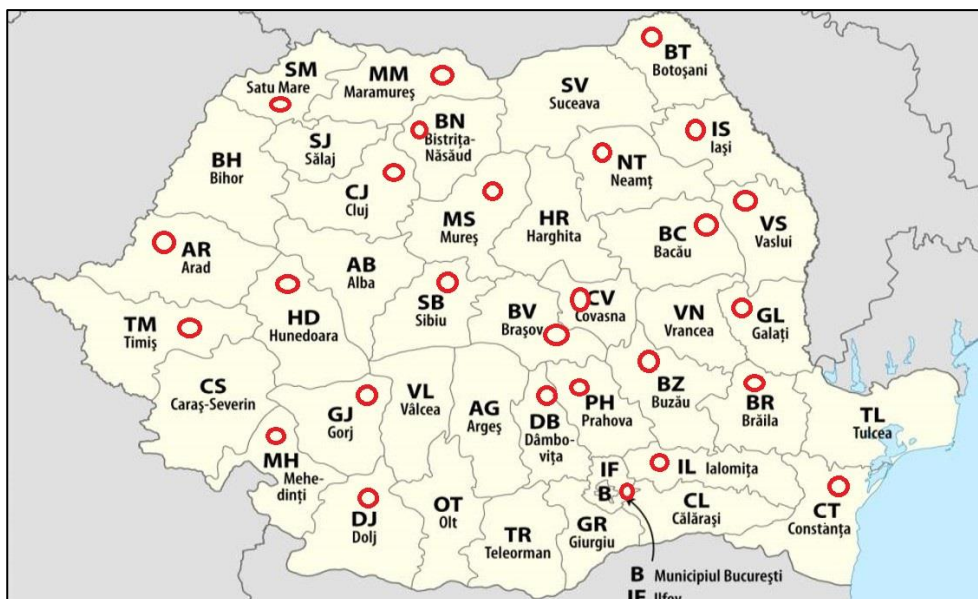 BT
Botoşani
SM
Satu Mare
MM
Maramureş
SV
Suceava
BN
Bistriţa-
Năsăud
IS
Iaşi
SJ
Sălaj
BH
Bihor
NT
Neamţ
CJ
Cluj
MS
Mureş
HR
Harghita
VS
Vaslui
BC
Bacău
AR
Arad
AB
Alba
SB
Sibiu
CV
Covasna
BV
Braşov
VN
Vrancea
GL
Galaţi
HD
Hunedoara
TM
Timiş
CS
Caraş-Severin
VL
Vâlcea
BZ
Buzău
GJ
Gorj
AG
Argeş
DB
Dâmbo-
viţa
PH
Prahova
BR
Brăila
TL
Tulcea
MH
Mehe-
dinţi
IF
IL Ialomiţa
B
OT
Olt
CL
Călăraşi
CT
Constanţa
DJ
Dolj
TR
Teleorman
GR
Giurgiu
B Municipiul Bucureşti
IF Ilfov